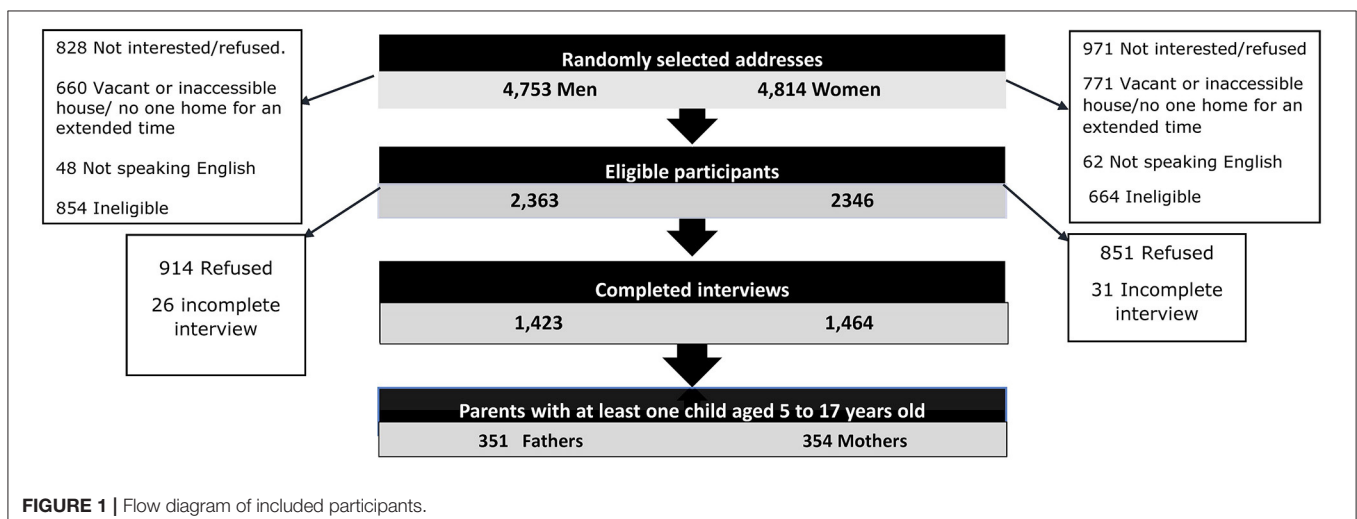 828 Not interested/refused.
660 Vacant or inaccessible
house/ no one home for an
extended time
48 Not speaking English
854 Ineligible
Randomly selected addresses
4,753 Men 4,814 Women
971 Not interested/refused
771 Vacant or inaccessible
house/no one home for an
extended time
62 Not speaking English
664 Ineligible
Eligible participants
2,363 2346
914 Refused
26 incomplete
interview
851 Refused
31 Incomplete
interview
Completed interviews
1,423 1,464
Parents with at least one child aged 5 to 17 years old
351 Fathers 354 Mothers
FIGURE 1 | Flow diagram of included participants.